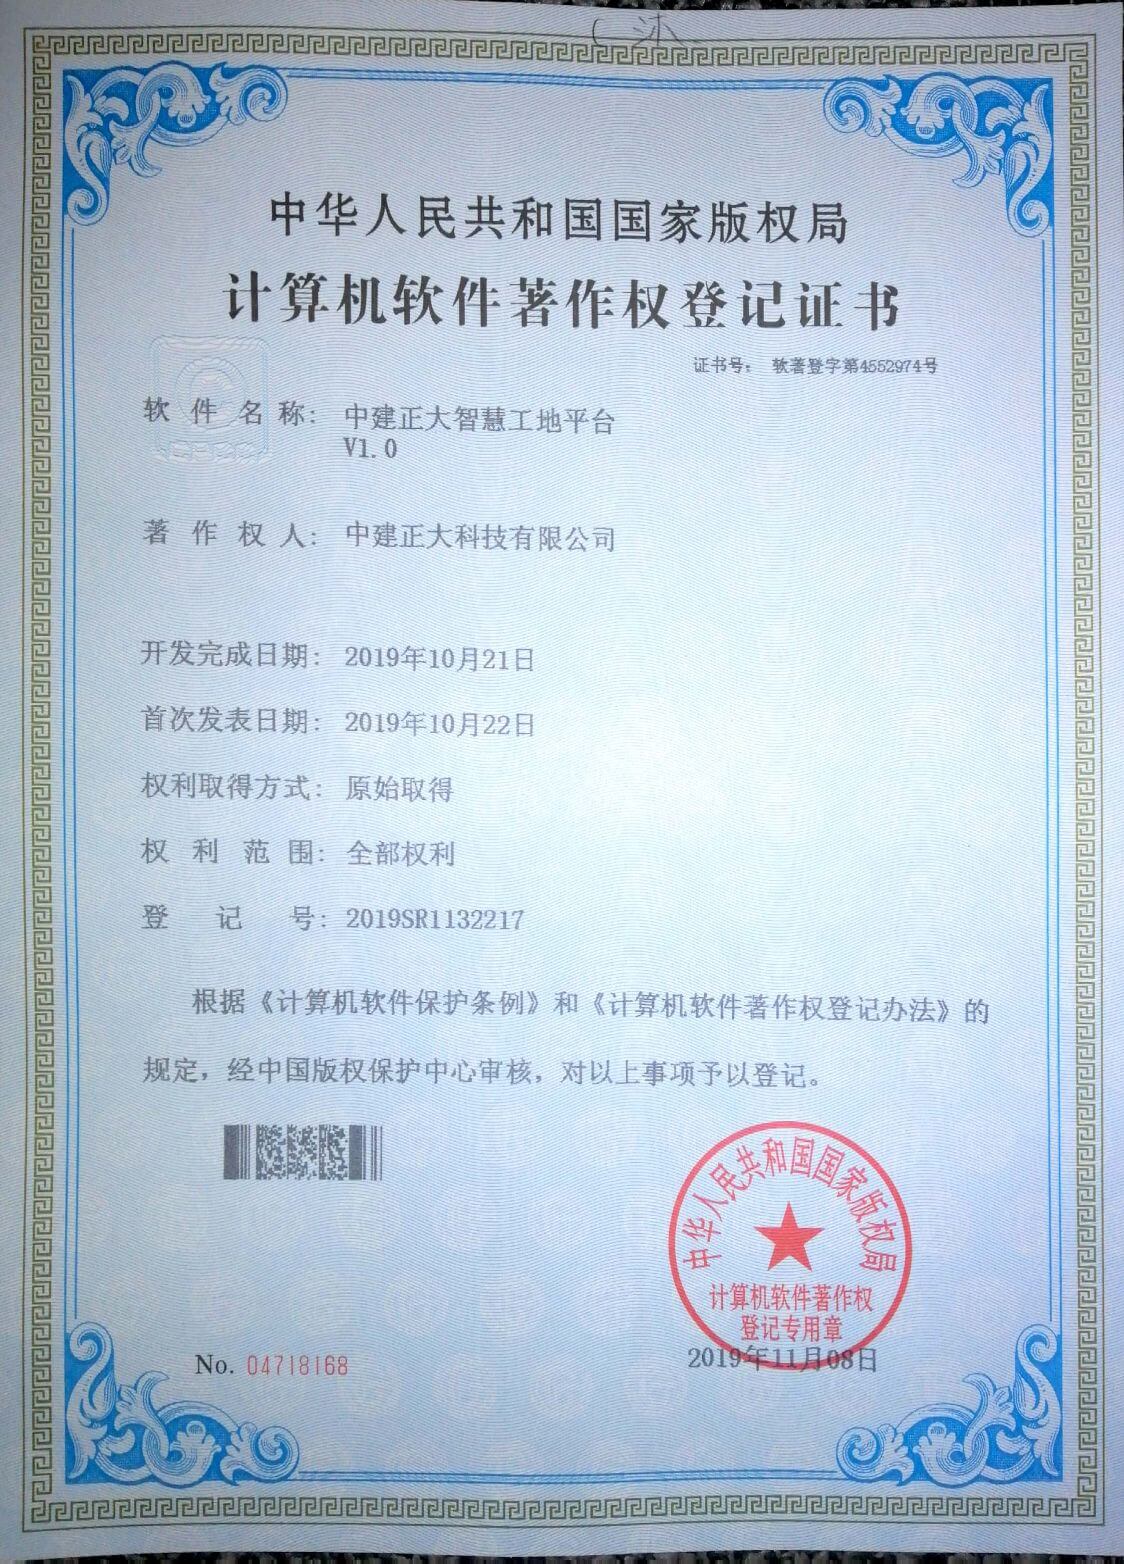 中华人民共和国国家版权局
计算机软件著作权登记证书
证书号： 软著登字第4552974号
软件名称： 中建正大智慧工地平台
V1.0
著作权人： 中建正大科技有限公司
开发完成日期： 2019年10月21日
首次发表日期： 2019年10月22日
权利取得方式： 原始取得
权利范围： 全部权利
登记号： 2019SR1132217
根据《计算机软件保护条例》和《计算机软件著作权登记办法》的
规定，经中国版权保护中心审核，对以上事项予以登记。
中华人民共和国国家版权局
计算机软件著作权
登记专用章
No. 04718168
2019年11月08日